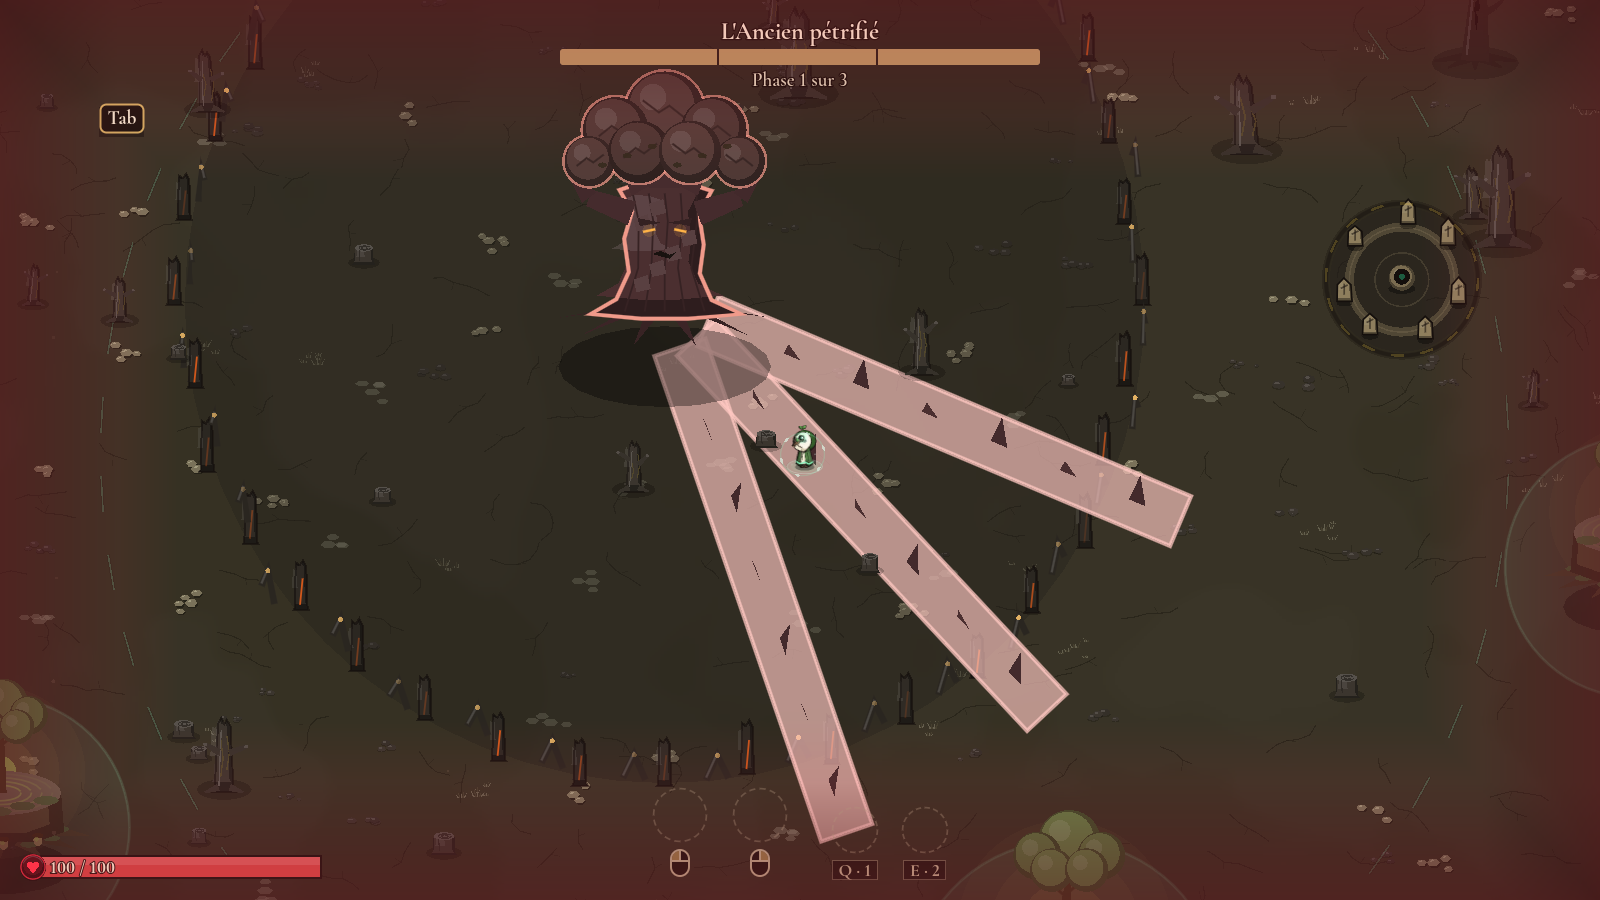 L'Ancien pétrifié
Phase 1 sur 3
Tab
100 / 100
Q · 1
E · 2